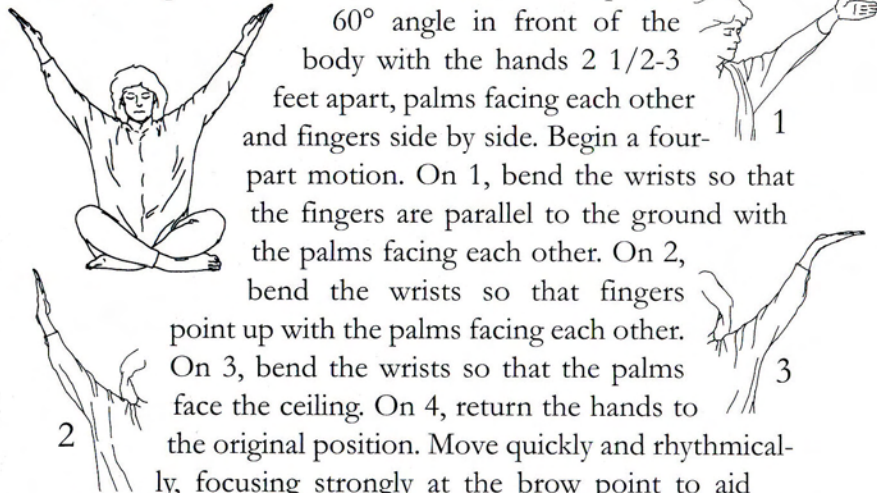 60° angle in front of the
body with the hands 2 1/2-3
feet apart, palms facing each other
and fingers side by side. Begin a four-
part motion. On 1, bend the wrists so that
the fingers are parallel to the ground with
the palms facing each other. On 2,
bend the wrists so that fingers
point up with the palms facing each other.
On 3, bend the wrists so that the palms
face the ceiling. On 4, return the hands to
the original position. Move quickly and rhythmical-
ly, focusing strongly at the brow point to aid
1
2
3